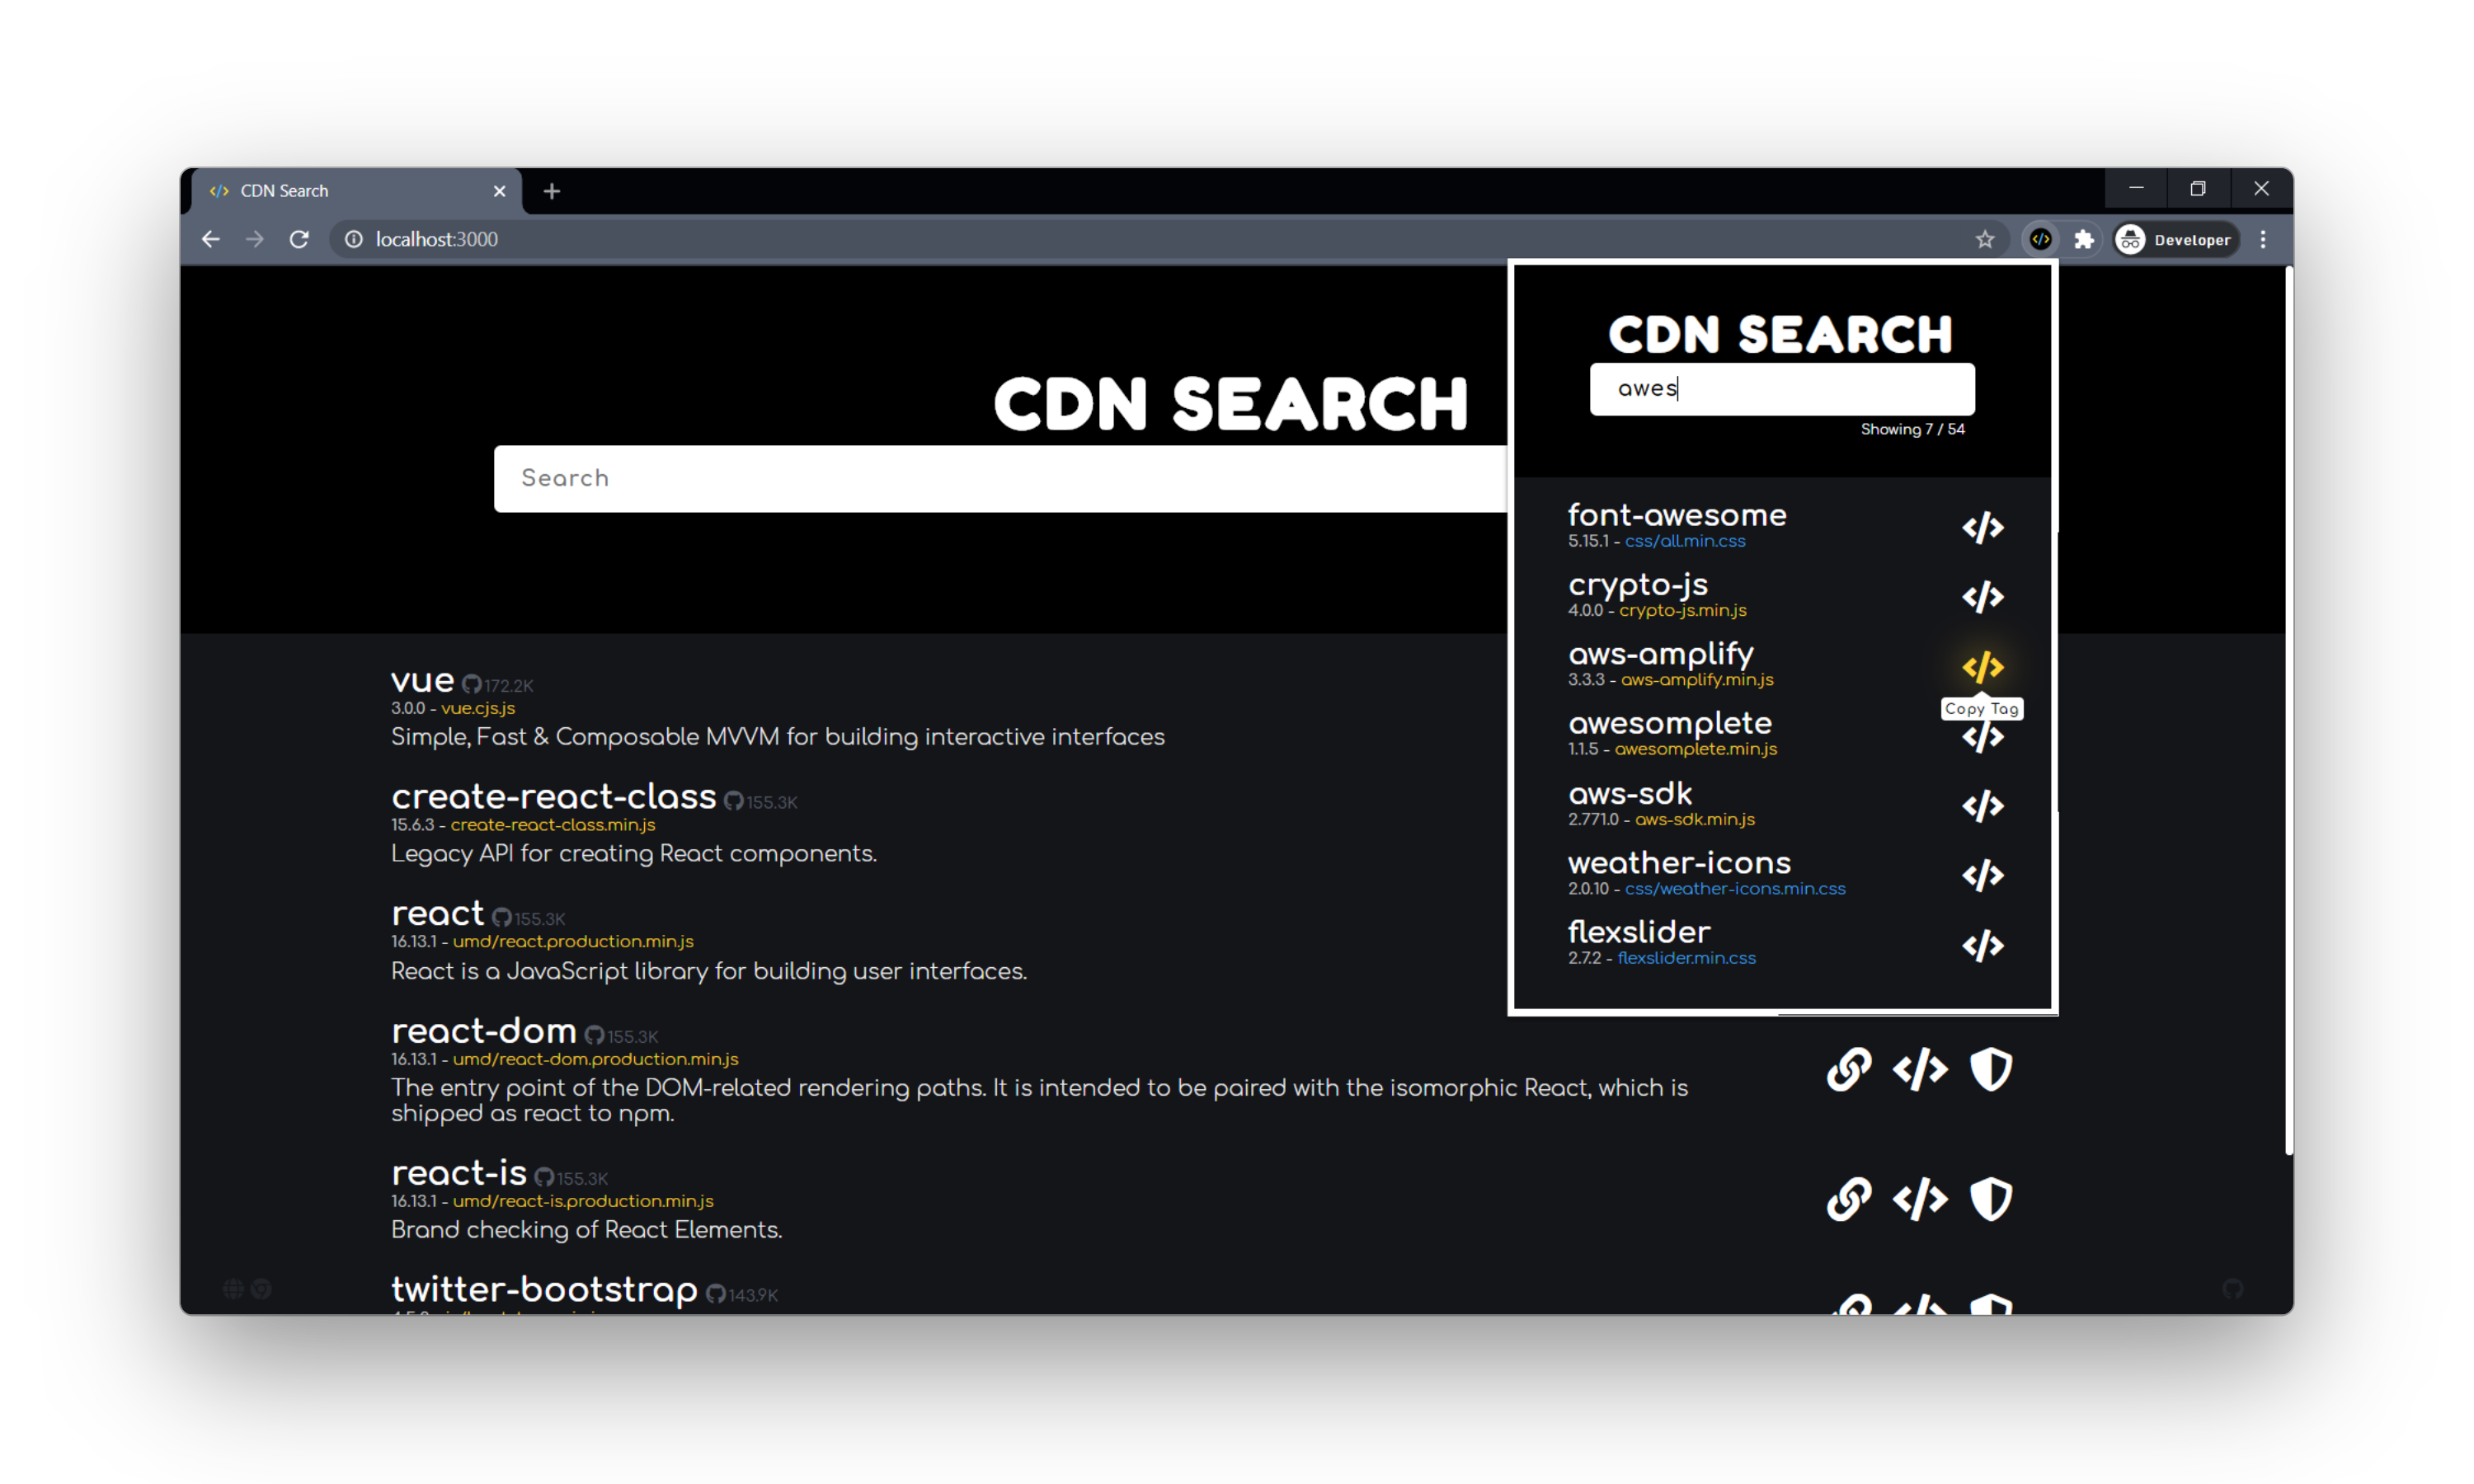 CDN Search
localhost:3000
Developer
CDN SEARCH
Search
vue 172.2K
3.0.0 - vue.cjs.js
Simple, Fast & Composable MVVM for building interactive interfaces
create-react-class 155.3K
15.6.3 - create-react-class.min.js
Legacy API for creating React components.
react 155.3K
16.13.1 - umd/react.production.min.js
React is a JavaScript library for building user interfaces.
react-dom 155.3K
16.13.1 - umd/react-dom.production.min.js
The entry point of the DOM-related rendering paths. It is intended to be paired with the isomorphic React, which is
shipped as react to npm.
react-is 155.3K
16.13.1 - umd/react-is.production.min.js
Brand checking of React Elements.
twitter-bootstrap 143.9K
CDN SEARCH
awes
Showing 7 / 54
font-awesome
5.15.1 - css/all.min.css
crypto-js
4.0.0 - crypto-js.min.js
aws-amplify
3.3.3 - aws-amplify.min.js
Copy Tag
awesomplete
1.1.5 - awesomplete.min.js
aws-sdk
2.771.0 - aws-sdk.min.js
weather-icons
2.0.10 - css/weather-icons.min.css
flexslider
2.7.2 - flexslider.min.css